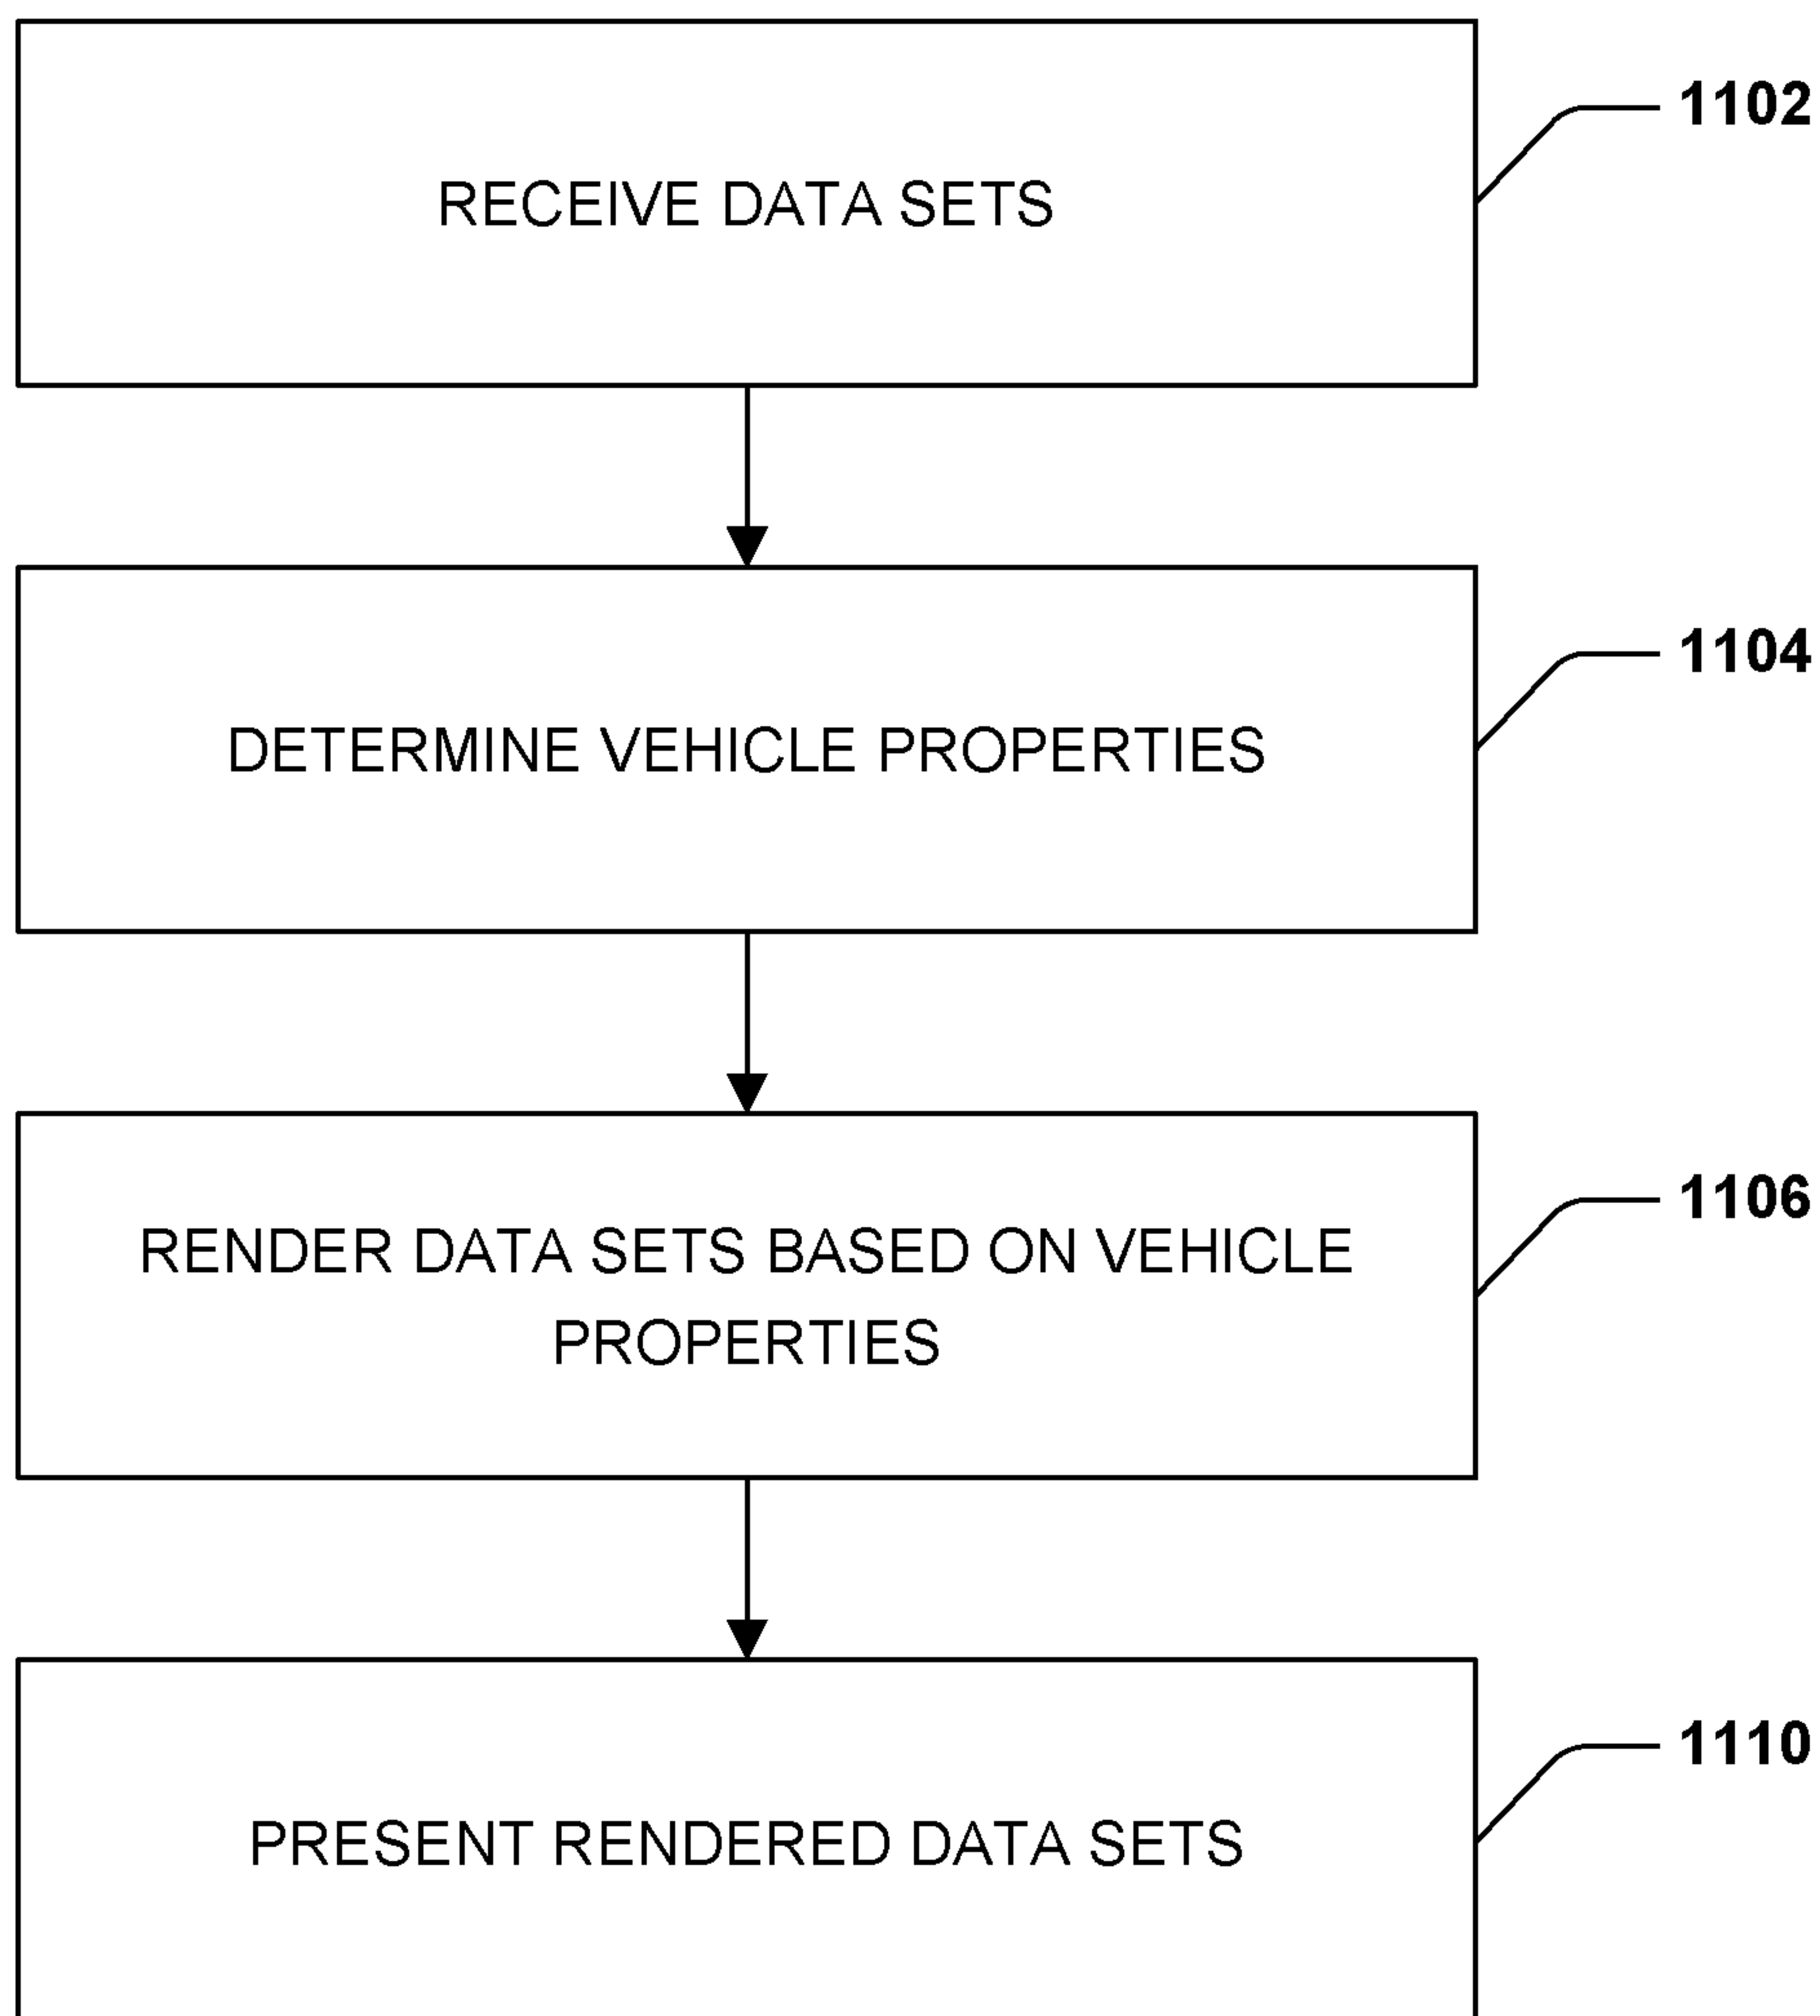 1102
RECEIVE DATA SETS
1104
DETERMINE VEHICLE PROPERTIES
1106
RENDER DATA SETS BASED ON VEHICLE
PROPERTIES
1110
PRESENT RENDERED DATA SETS